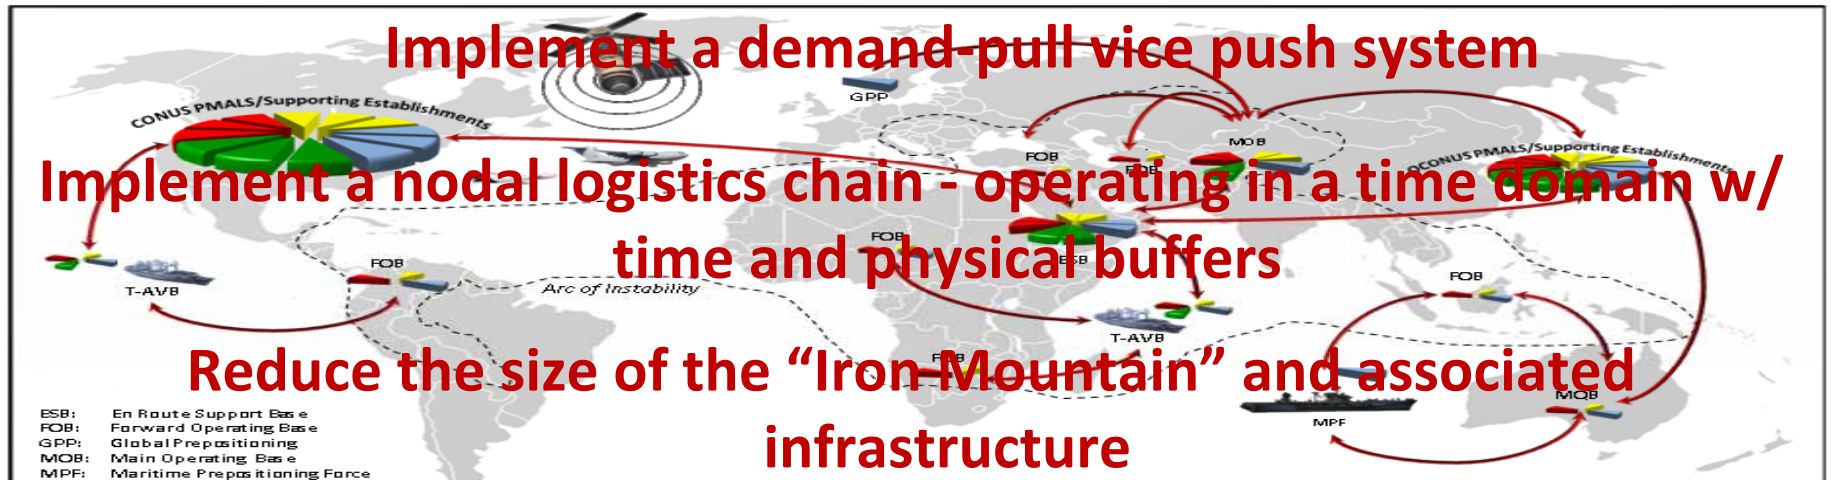 Implement a demand-pull vice push system
GPP
CONUS PMALS/Supporting Establishments
MOB
FOB
FOB
OCONUS PMALS/Supporting Establishments
Implement a nodal logistics chain - operating in a time domain w/
time and physical buffers
FOB
ESB
FOB
FOB
T-AVB
Arc of Instability
T-AVB
Reduce the size of the “Iron Mountain” and associated
infrastructure
FOB
MOB
MPF
ESB: En Route Support Base
FOB: Forward Operating Base
GPP: Global Prepositioning
MOB: Main Operating Base
MPF: Maritime Prepositioning Force